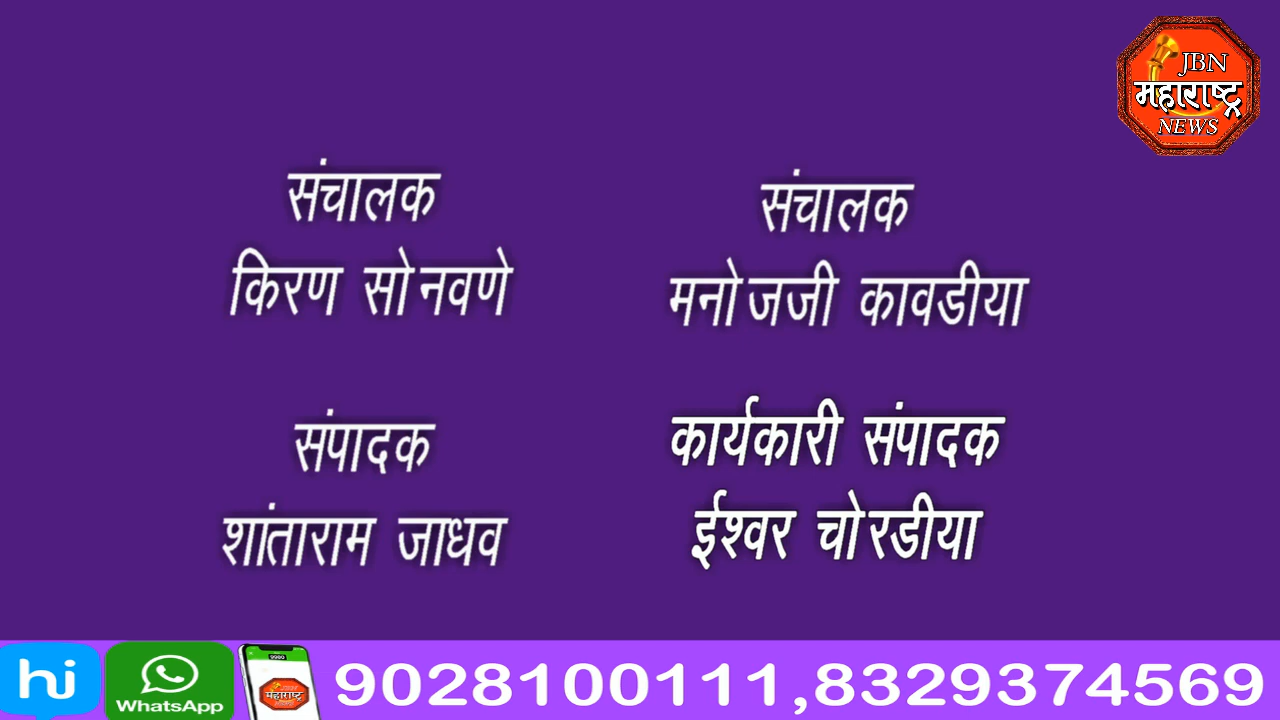 JBN
महाराष्ट्र
NEWS
संचालक
किरण सोनवणे
संचालक
मनोजजी कावडीया
संपादक
शांताराम जाधव
कार्यकारी संपादक
ईश्वर चोरडीया
hi
WhatsApp
महाराष्ट्र
9028100111,8329374569